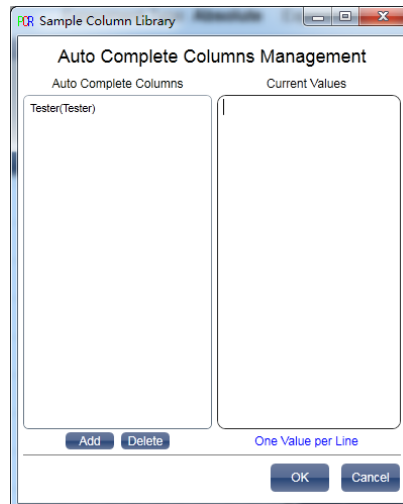 PCR Sample Column Library
Auto Complete Columns Management
Auto Complete Columns
Current Values
Tester(Tester)
Add
Delete
One Value per Line
OK
Cancel